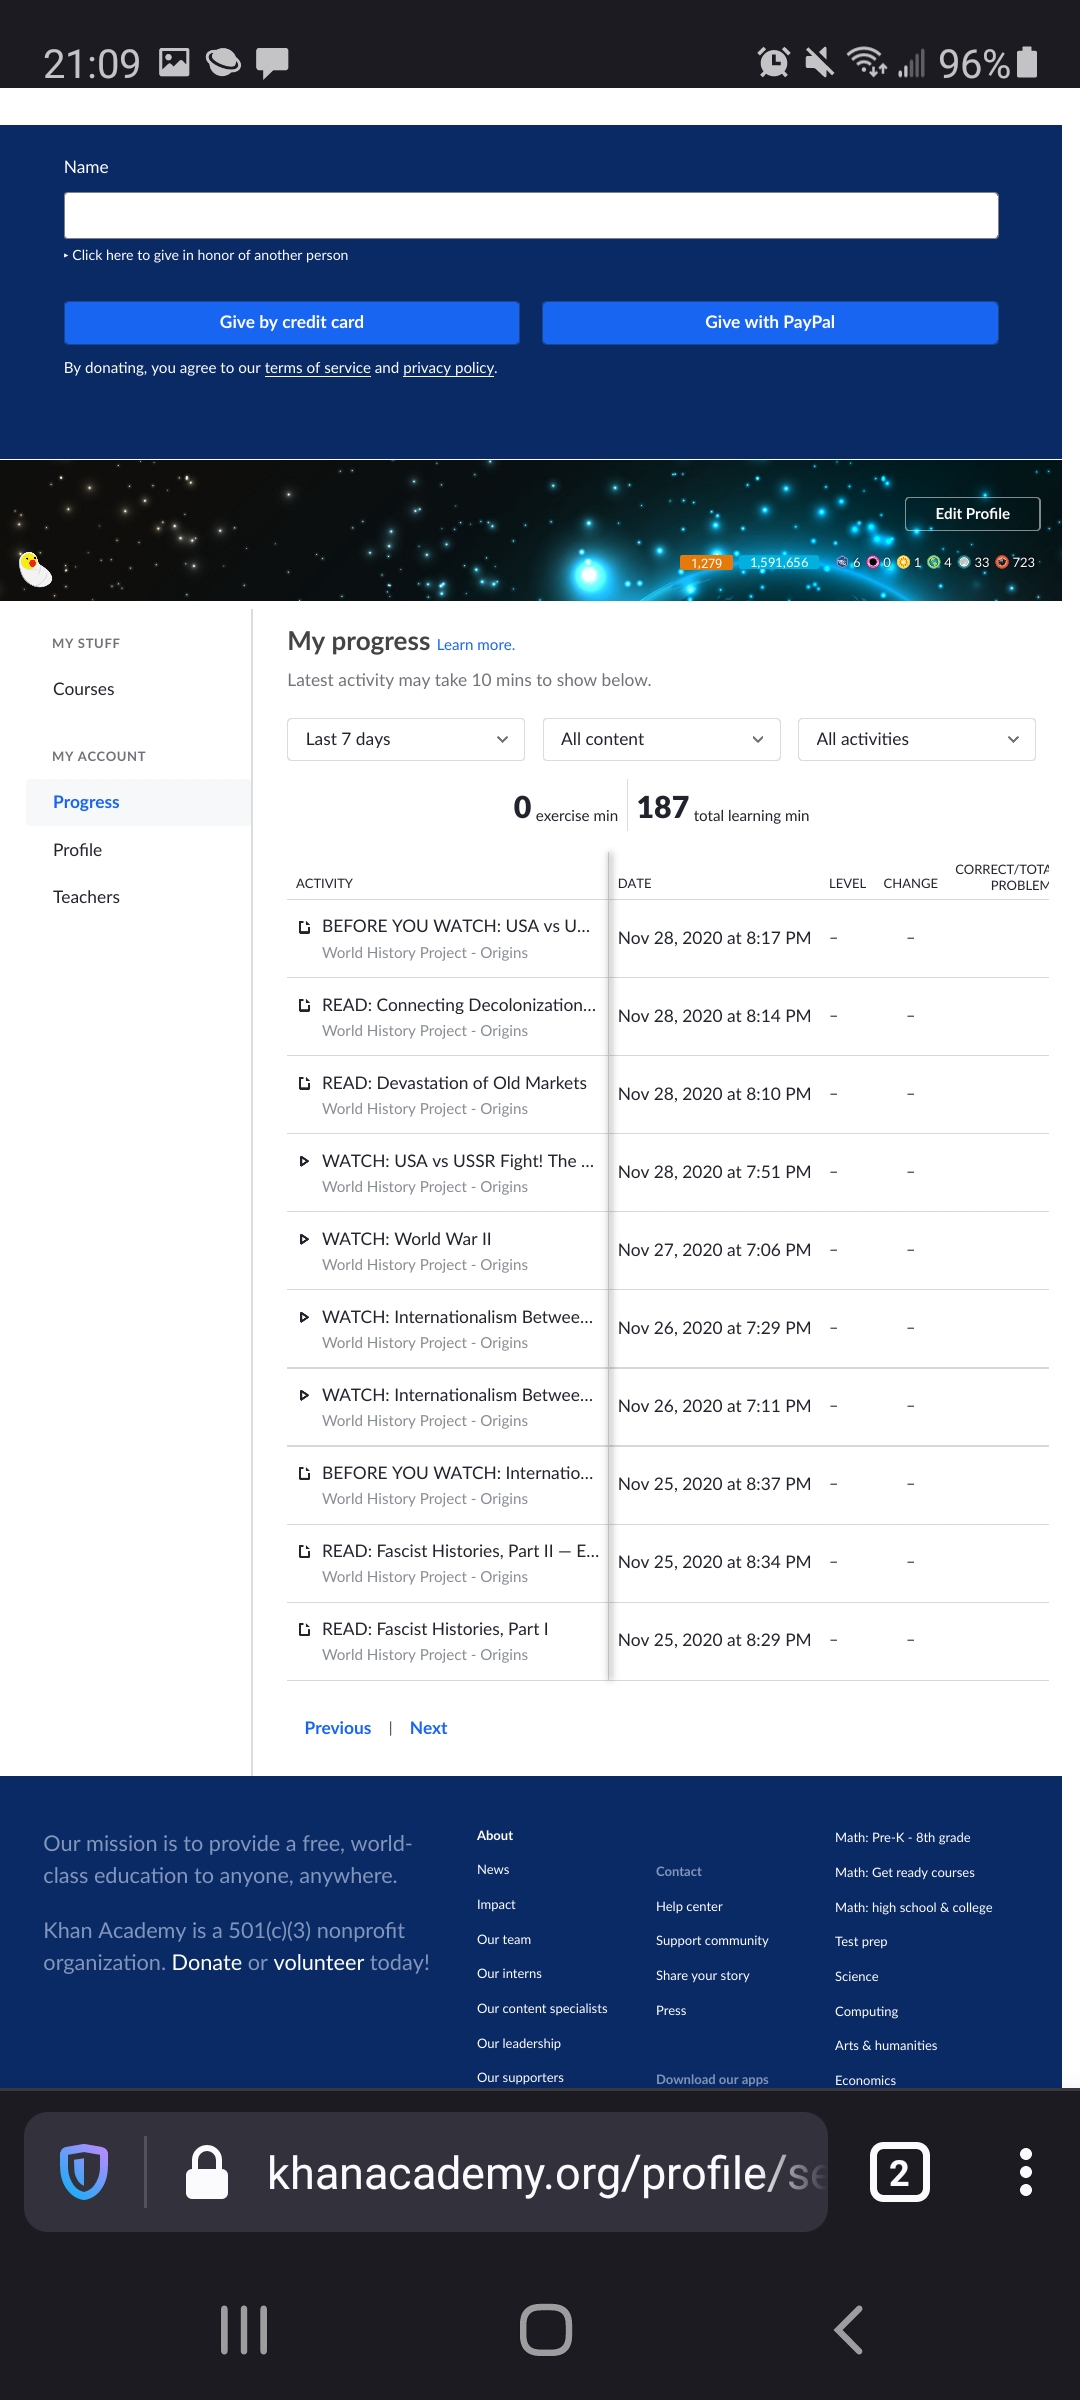 21:09
96%
Name
Click here to give in honor of another person
Give by credit card
Give with PayPal
By donating, you agree to our terms of service and privacy policy.
Edit Profile
1,279 1,591,656 6 0 1 4 33 723
MY STUFF
Courses
MY ACCOUNT
Progress
Profile
Teachers
My progress Learn more.
Latest activity may take 10 mins to show below.
Last 7 days
All content
All activities
0 exercise min
187 total learning min
ACTIVITY DATE LEVEL CHANGE CORRECT/TOTA
PROBLEM
BEFORE YOU WATCH: USA vs U... Nov 28, 2020 at 8:17 PM – –
World History Project - Origins
READ: Connecting Decolonization... Nov 28, 2020 at 8:14 PM – –
World History Project - Origins
READ: Devastation of Old Markets Nov 28, 2020 at 8:10 PM – –
World History Project - Origins
WATCH: USA vs USSR Fight! The ... Nov 28, 2020 at 7:51 PM – –
World History Project - Origins
WATCH: World War II Nov 27, 2020 at 7:06 PM – –
World History Project - Origins
WATCH: Internationalism Betwee... Nov 26, 2020 at 7:29 PM – –
World History Project - Origins
WATCH: Internationalism Betwee... Nov 26, 2020 at 7:11 PM – –
World History Project - Origins
BEFORE YOU WATCH: Internatio... Nov 25, 2020 at 8:37 PM – –
World History Project - Origins
READ: Fascist Histories, Part II — E... Nov 25, 2020 at 8:34 PM – –
World History Project - Origins
READ: Fascist Histories, Part I Nov 25, 2020 at 8:29 PM – –
World History Project - Origins
Previous | Next
Our mission is to provide a free, world-
class education to anyone, anywhere.
Khan Academy is a 501(c)(3) nonprofit
organization. Donate or volunteer today!
About
News
Impact
Our team
Our interns
Our content specialists
Our leadership
Our supporters
Contact
Help center
Support community
Share your story
Press
Download our apps
Math: Pre-K - 8th grade
Math: Get ready courses
Math: high school & college
Test prep
Science
Computing
Arts & humanities
Economics
khanacademy.org/profile/se
2